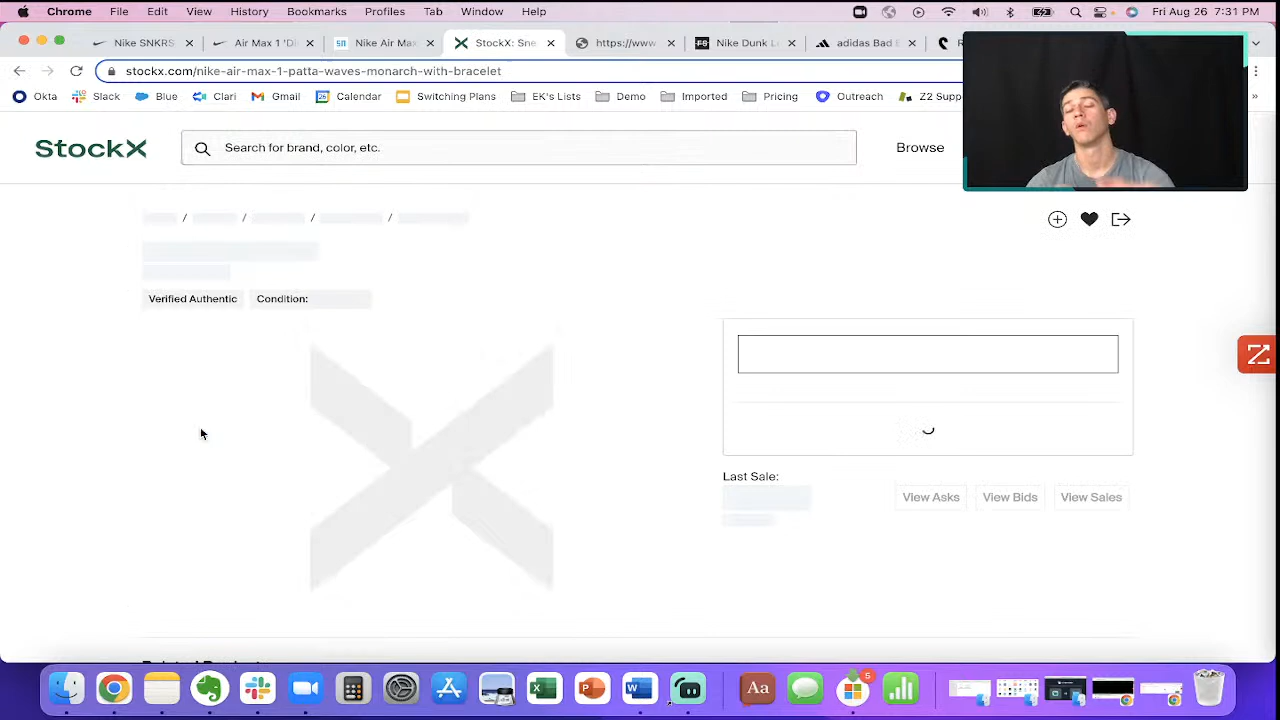 Chrome File Edit View History Bookmarks Profiles Tab Window Help Fri Aug 26 7:31 PM
Nike SNKRS Air Max 1 'Di Nike Air Max StockX: Sne https://www Nike Dunk Lo adidas Bad E
stockx.com/nike-air-max-1-patta-waves-monarch-with-bracelet
Okta Slack Blue Clari Gmail Calendar Switching Plans EK's Lists Demo Imported Pricing Outreach Z2 Supp »
StockX Search for brand, color, etc. Browse
/ / / /
Verified Authentic Condition:
Last Sale:
View Asks View Bids View Sales
Aa 5